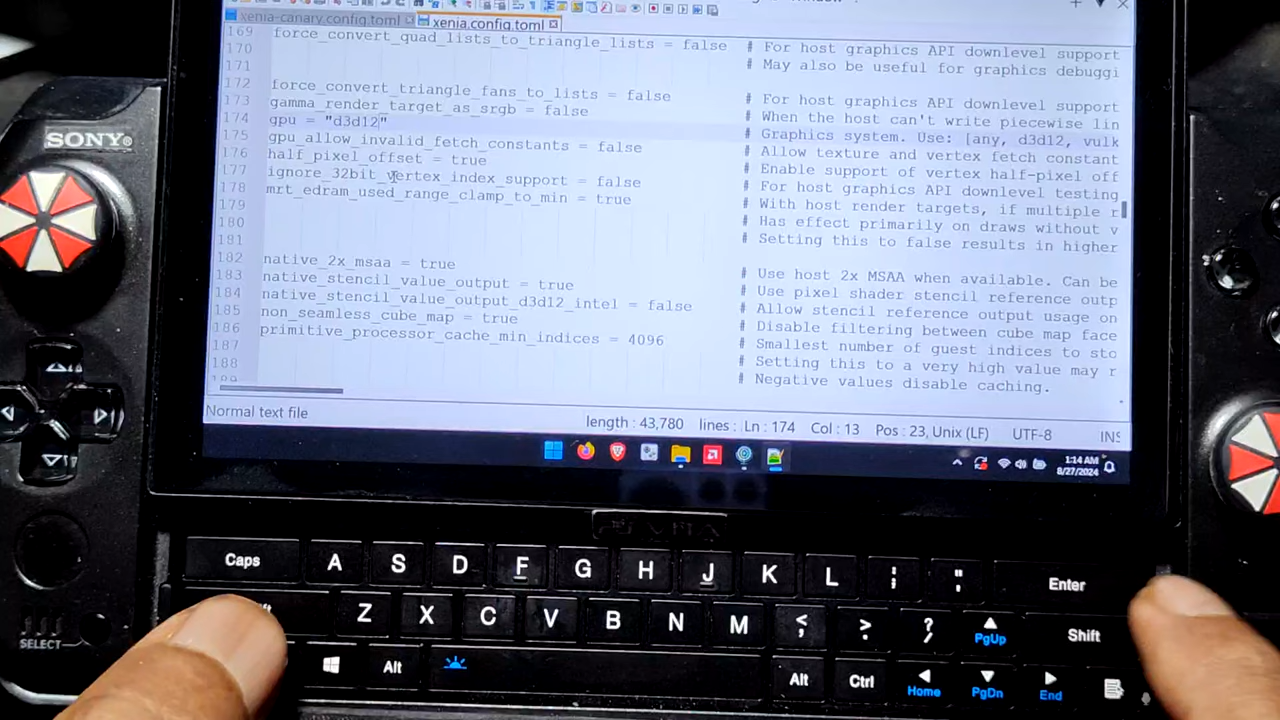 xenia-canary.config.toml xenia.config.toml
169 force_convert_quad_lists_to_triangle_lists = false # For host graphics API downlevel support
170 # May also be useful for graphics debuggi
171
172 force_convert_triangle_fans_to_lists = false # For host graphics API downlevel support
173 gamma_render_target_as_srgb = false # When the host can't write piecewise lin
174 gpu = "d3d12" # Graphics system. Use: [any, d3d12, vulk
175 gpu_allow_invalid_fetch_constants = false # Allow texture and vertex fetch constant
176 half_pixel_offset = true # Enable support of vertex half-pixel off
177 ignore_32bit_vertex_index_support = false # For host graphics API downlevel testing
178 mrt_edram_used_range_clamp_to_min = true # With host render targets, if multiple r
179 # Has effect primarily on draws without v
180 # Setting this to false results in higher
181
182 native_2x_msaa = true # Use host 2x MSAA when available. Can be
183 native_stencil_value_output = true # Use pixel shader stencil reference outp
184 native_stencil_value_output_d3d12_intel = false # Allow stencil reference output usage on
185 non_seamless_cube_map = true # Disable filtering between cube map face
186 primitive_processor_cache_min_indices = 4096 # Smallest number of guest indices to sto
187 # Setting this to a very high value may r
188 # Negative values disable caching.
Normal text file length : 43,780 lines : Ln : 174 Col : 13 Pos : 23, Unix (LF) UTF-8 INS
1:14 AM
8/27/2024
SONY
SELECT
Caps A S D F G H J K L ; : " ' Enter
Z X C V B N M < , > . ? / PgUp Shift
Alt Alt Ctrl Home PgDn End